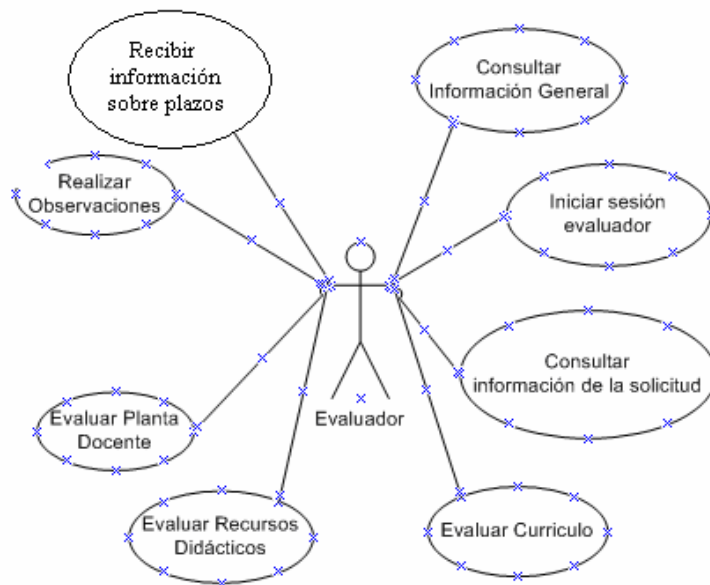 Recibir
información
sobre plazos
Consultar
Información General
Realizar
Observaciones
Iniciar sesión
evaluador
Consultar
información de la solicitud
Evaluador
Evaluar Planta
Docente
Evaluar Recursos
Didácticos
Evaluar Curriculo